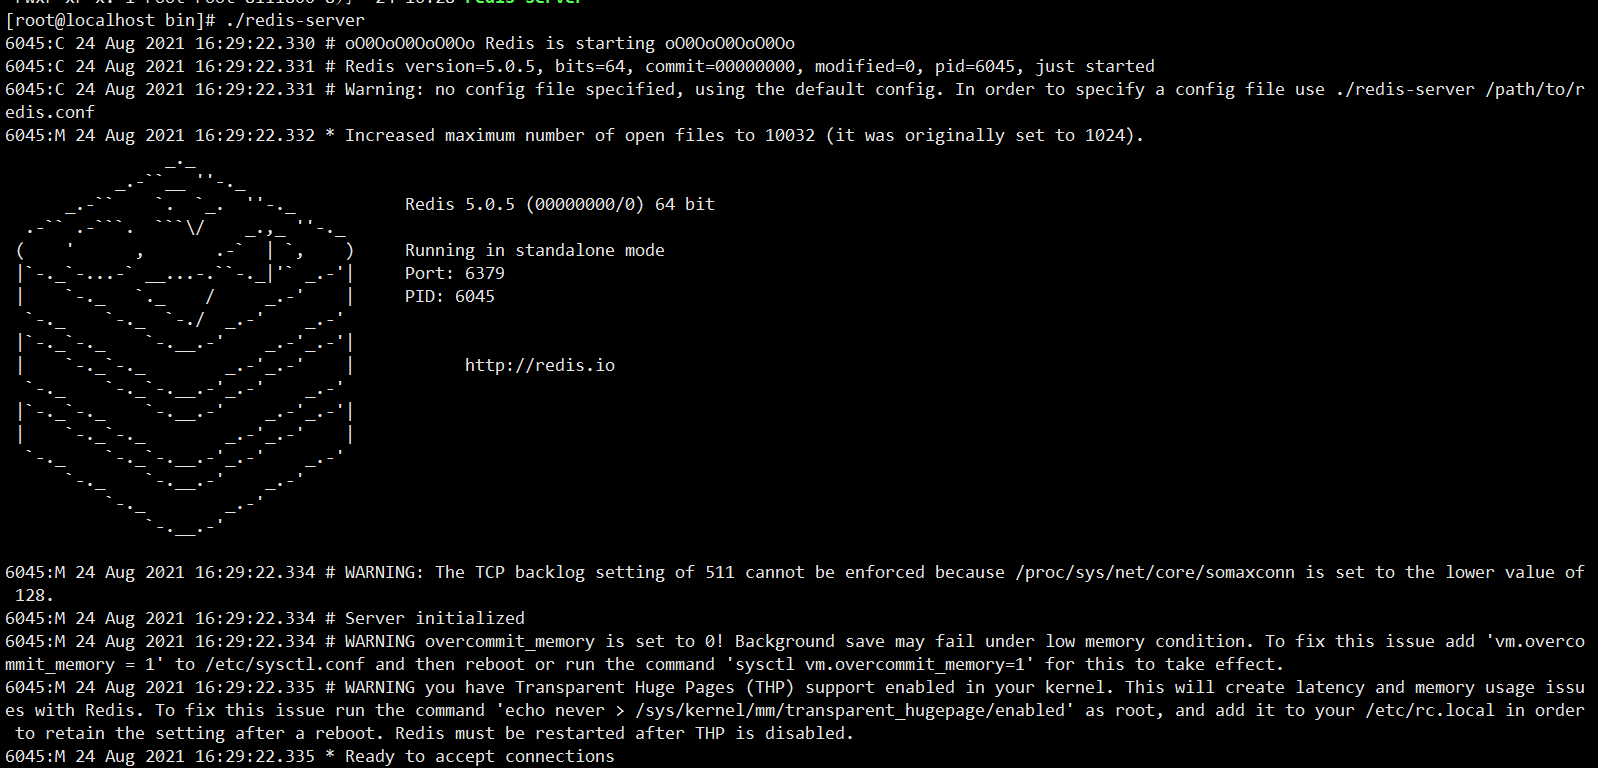 [root@localhost bin]# ./redis-server
6045:C 24 Aug 2021 16:29:22.330 # oO0OoO0OoO0Oo Redis is starting oO0OoO0OoO0Oo
6045:C 24 Aug 2021 16:29:22.331 # Redis version=5.0.5, bits=64, commit=00000000, modified=0, pid=6045, just started
6045:C 24 Aug 2021 16:29:22.331 # Warning: no config file specified, using the default config. In order to specify a config file use ./redis-server /path/to/r
edis.conf
6045:M 24 Aug 2021 16:29:22.332 * Increased maximum number of open files to 10032 (it was originally set to 1024).
Redis 5.0.5 (00000000/0) 64 bit
Running in standalone mode
Port: 6379
PID: 6045
http://redis.io
6045:M 24 Aug 2021 16:29:22.334 # WARNING: The TCP backlog setting of 511 cannot be enforced because /proc/sys/net/core/somaxconn is set to the lower value of
128.
6045:M 24 Aug 2021 16:29:22.334 # Server initialized
6045:M 24 Aug 2021 16:29:22.334 # WARNING overcommit_memory is set to 0! Background save may fail under low memory condition. To fix this issue add 'vm.overco
mmit_memory = 1' to /etc/sysctl.conf and then reboot or run the command 'sysctl vm.overcommit_memory=1' for this to take effect.
6045:M 24 Aug 2021 16:29:22.335 # WARNING you have Transparent Huge Pages (THP) support enabled in your kernel. This will create latency and memory usage issu
es with Redis. To fix this issue run the command 'echo never > /sys/kernel/mm/transparent_hugepage/enabled' as root, and add it to your /etc/rc.local in order
to retain the setting after a reboot. Redis must be restarted after THP is disabled.
6045:M 24 Aug 2021 16:29:22.335 * Ready to accept connections